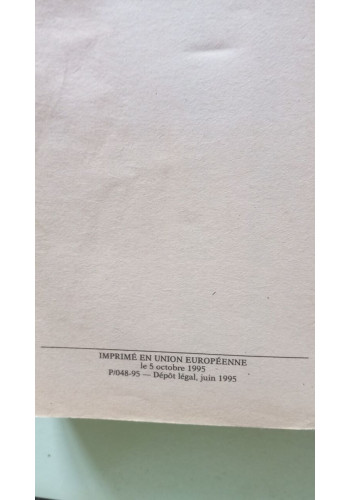 IMPRIMÉ EN UNION EUROPÉENNE
le 5 octobre 1995
P/048-95 — Dépôt légal, juin 1995